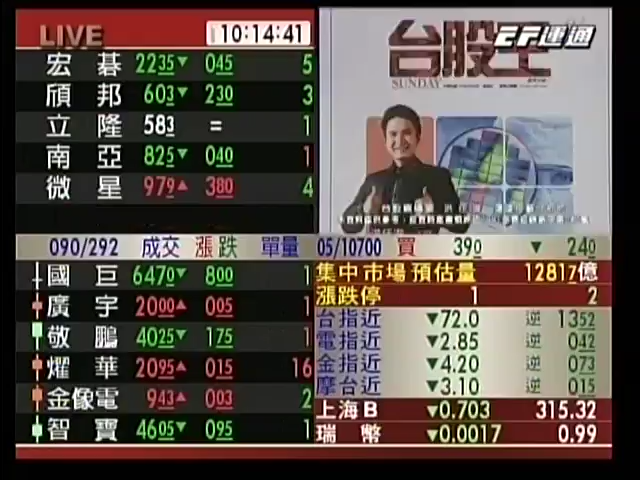 LIVE 10:14:41
宏碁 2235▼ 045 5
頎邦 603▼ 230 3
立隆 583 = 1
南亞 825▼ 040 1
微星 979▲ 380 4
台股王
SUNDAY
運通
090/292 成交 漲跌 單量 05/10700 買 390 ▼ 240
國巨 6470▼ 800 1
廣宇 2000▲ 005 1
敬鵬 4025▼ 175 1
燿華 2095▲ 015 16
金像電 943▲ 003 2
智寶 4605▼ 095 1
集中市場預估量 12817億
漲跌停 1 2
台指近 ▼72.0 逆 1352
電指近 ▼2.85 逆 042
金指近 ▼4.20 逆 073
摩台近 ▼3.10 逆 015
上海B ▼0.703 315.32
瑞幣 ▼0.0017 0.99